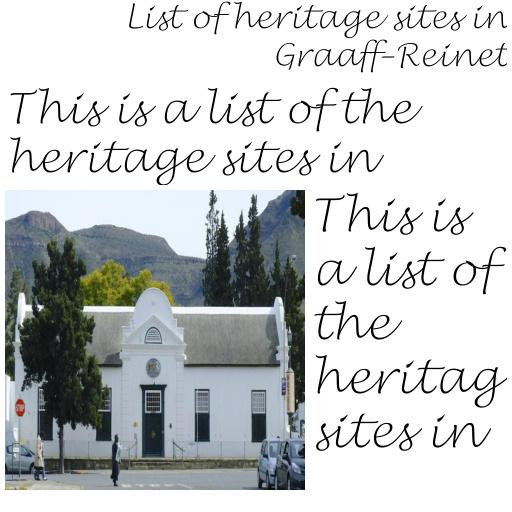 List of heritage sites in
Graaff-Reinet
This is a list of the
heritage sites in
This is
a list of
the
heritag
sites in
STOP